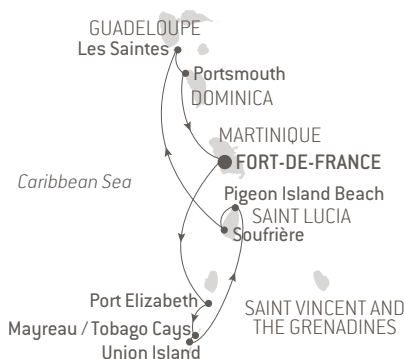 GUADELOUPE
Les Saintes
Portsmouth
DOMINICA
MARTINIQUE
FORT-DE-FRANCE
Caribbean Sea
Pigeon Island Beach
SAINT LUCIA
Soufrière
Port Elizabeth
SAINT VINCENT AND
THE GRENADINES
Mayreau / Tobago Cays
Union Island